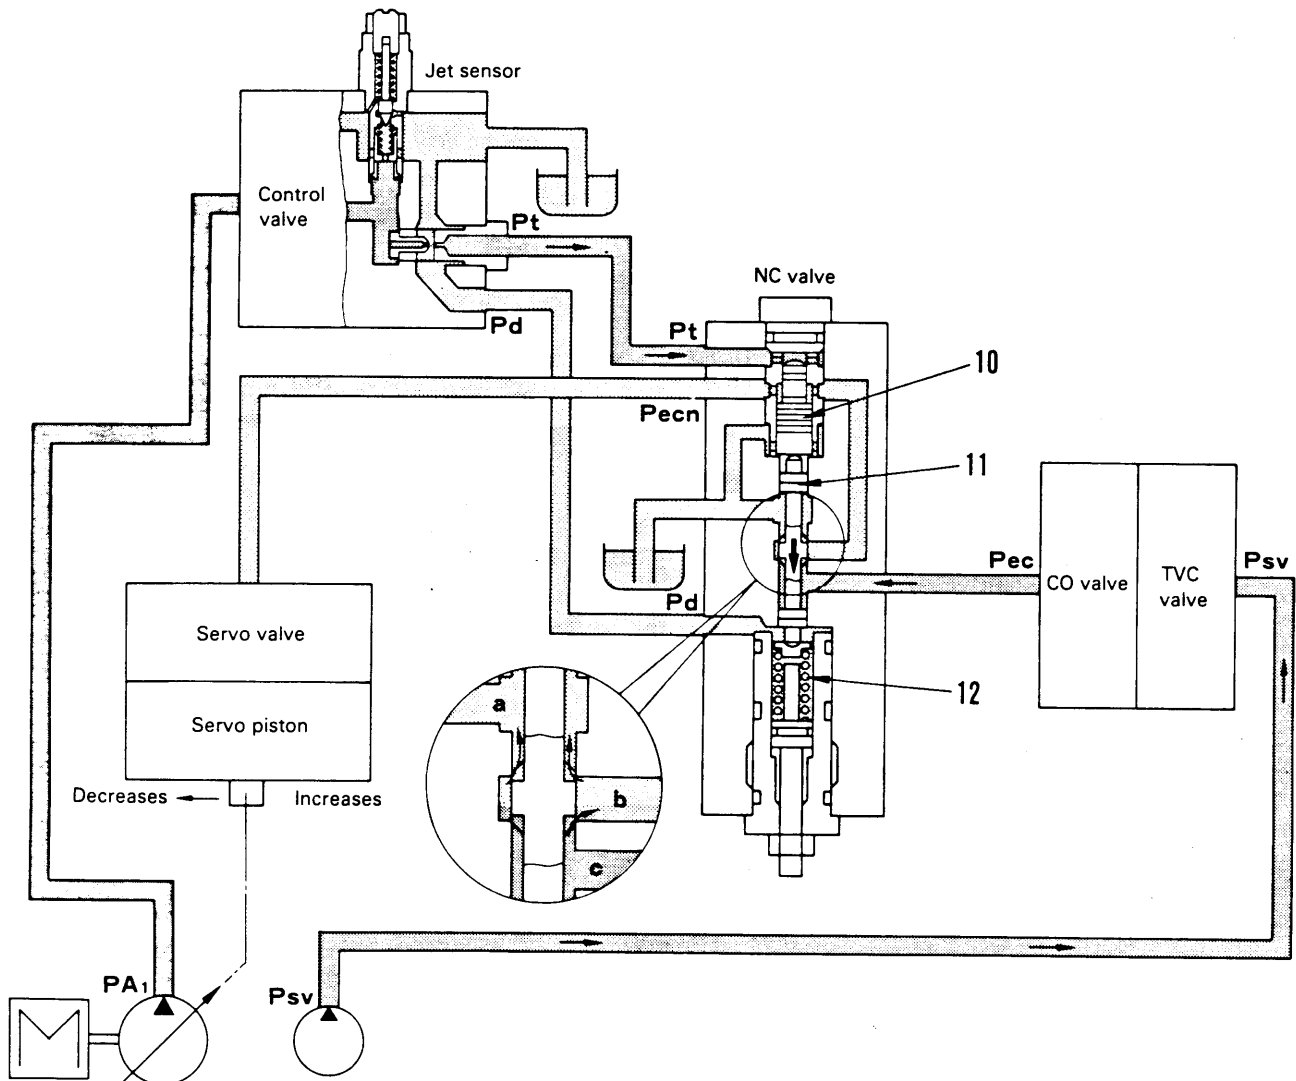 Jet sensor
Control
valve
Pt
NC valve
Pd
Pt
10
Pecn
11
Pec
Psv
CO valve
TVC
valve
Pd
Servo valve
12
a
Servo piston
Decreases
Increases
b
c
PA1
Psv
M